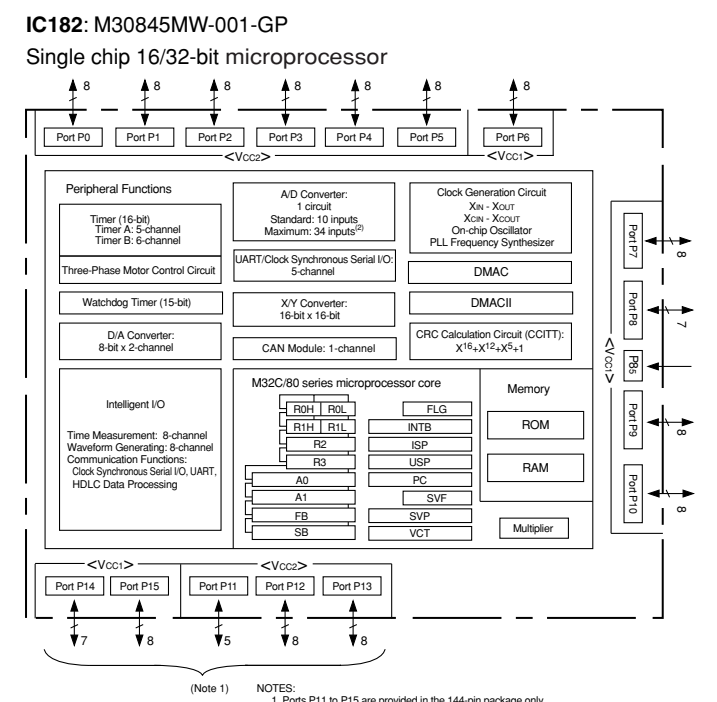 IC182: M30845MW-001-GP
Single chip 16/32-bit microprocessor
8 8 8 8 8 8 8
Port P0 Port P1 Port P2 Port P3 Port P4 Port P5 Port P6
<VCC2> <VCC1>
Peripheral Functions
Timer (16-bit)
Timer A: 5-channel
Timer B: 6-channel
Three-Phase Motor Control Circuit
Watchdog Timer (15-bit)
D/A Converter:
8-bit x 2-channel
A/D Converter:
1 circuit
Standard: 10 inputs
Maximum: 34 inputs(2)
UART/Clock Synchronous Serial I/O:
5-channel
X/Y Converter:
16-bit x 16-bit
CAN Module: 1-channel
Clock Generation Circuit
XIN - XOUT
XCIN - XCOUT
On-chip Oscillator
PLL Frequency Synthesizer
DMAC
DMACII
CRC Calculation Circuit (CCITT):
X16+X12+X5+1
Intelligent I/O
Time Measurement: 8-channel
Waveform Generating: 8-channel
Communication Functions:
Clock Synchronous Serial I/O, UART,
HDLC Data Processing
M32C/80 series microprocessor core
R0H R0L
R1H R1L
R2
R3
A0
A1
FB
SB
FLG
INTB
ISP
USP
PC
SVF
SVP
VCT
Memory
ROM
RAM
Multiplier
<VCC1>
Port P7
8
Port P8
7
P85
Port P9
8
Port P10
8
<VCC1> <VCC2>
Port P14 Port P15 Port P11 Port P12 Port P13
7 8 5 8 8
(Note 1)
NOTES:
1. Ports P11 to P15 are provided in the 144-pin package only